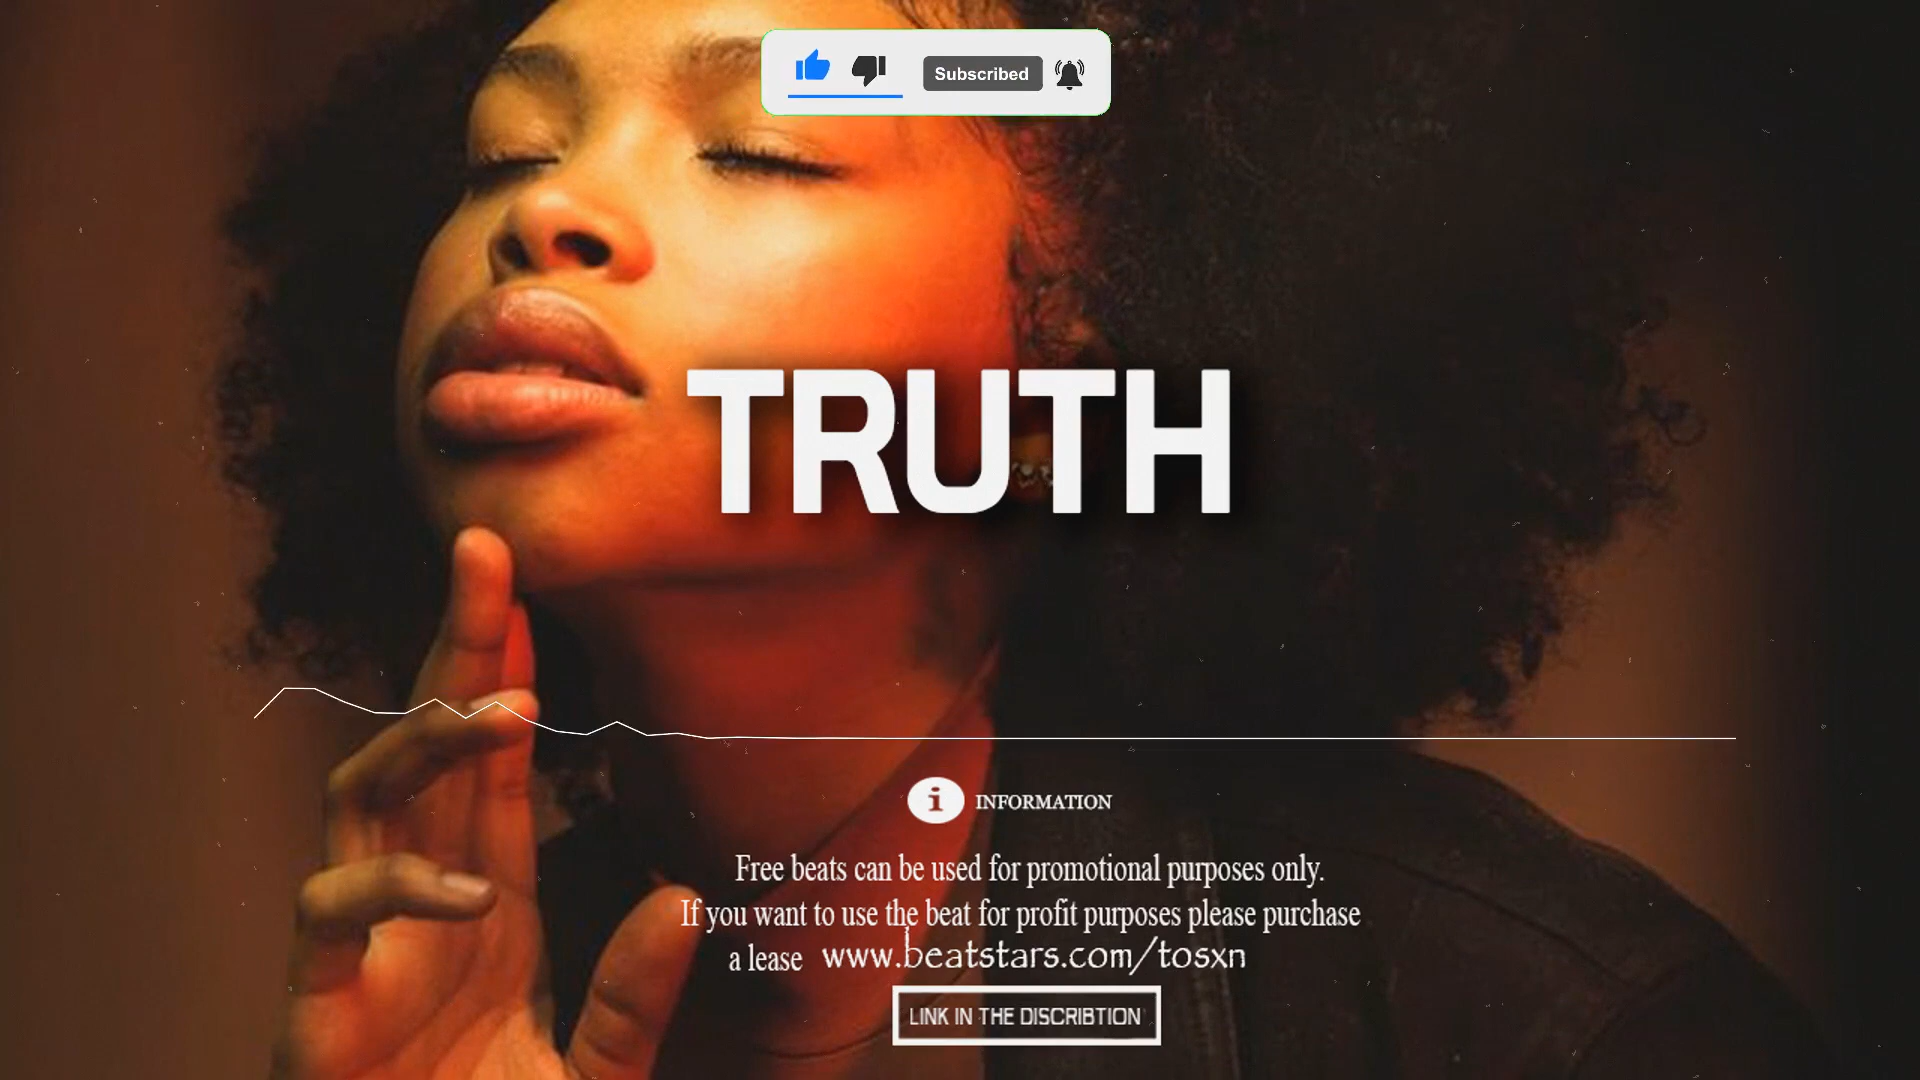 Subscribed
TRUTH
i INFORMATION
Free beats can be used for promotional purposes only.
If you want to use the beat for profit purposes please purchase
a lease www.beatstars.com/tosxn
LINK IN THE DISCRIBTION